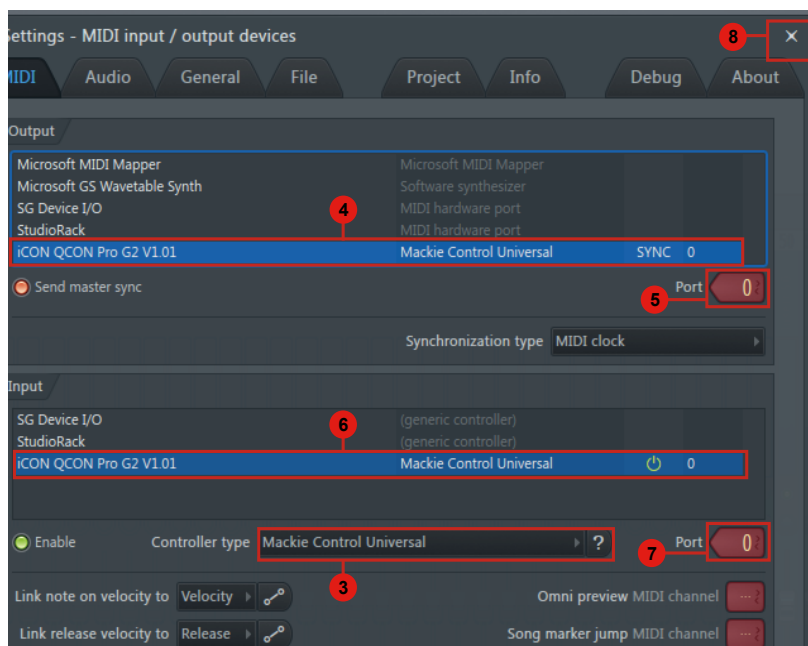 Settings - MIDI input / output devices 8 ×
MIDI Audio General File Project Info Debug About
Output
Microsoft MIDI Mapper Microsoft MIDI Mapper
Microsoft GS Wavetable Synth Software synthesizer
SG Device I/O MIDI hardware port
4
StudioRack MIDI hardware port
iCON QCON Pro G2 V1.01 Mackie Control Universal SYNC 0
Send master sync Port 0
5
Synchronization type MIDI clock
Input
SG Device I/O (generic controller)
6
StudioRack (generic controller)
iCON QCON Pro G2 V1.01 Mackie Control Universal 0
Enable Controller type Mackie Control Universal ? Port 0
7
3
Link note on velocity to Velocity Omni preview MIDI channel ---
Link release velocity to Release Song marker jump MIDI channel ---